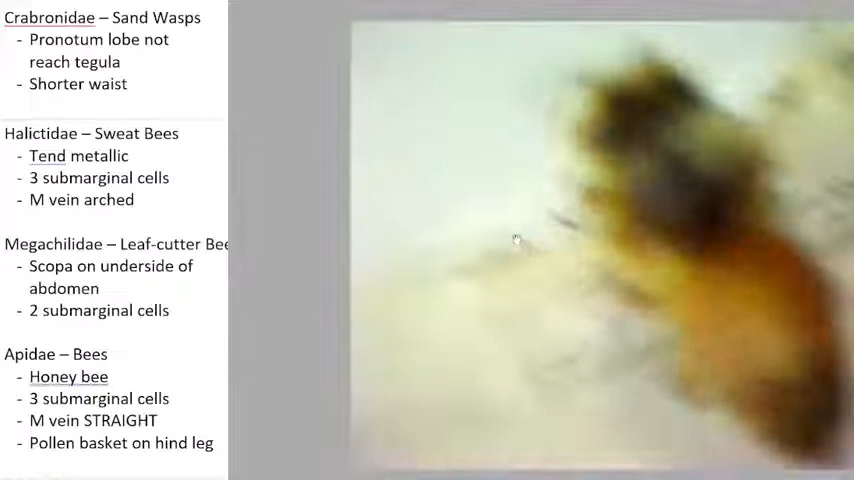 Crabronidae – Sand Wasps
- Pronotum lobe not
reach tegula
- Shorter waist
Halictidae – Sweat Bees
- Tend metallic
- 3 submarginal cells
- M vein arched
Megachilidae – Leaf-cutter Bee
- Scopa on underside of
abdomen
- 2 submarginal cells
Apidae – Bees
- Honey bee
- 3 submarginal cells
- M vein STRAIGHT
- Pollen basket on hind leg